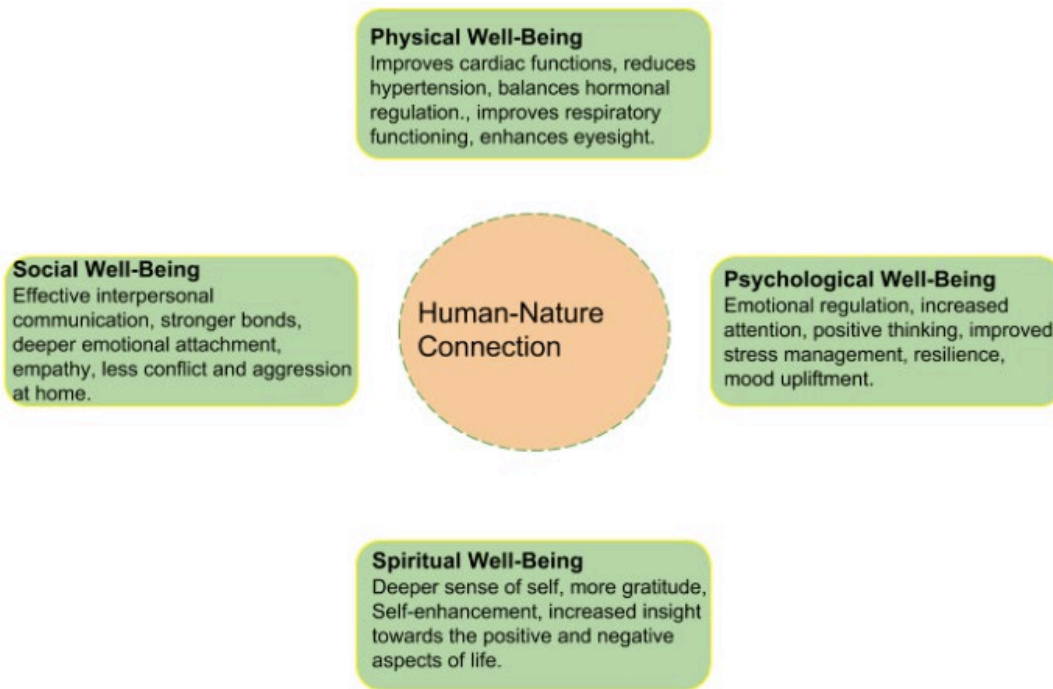 Physical Well-Being
Improves cardiac functions, reduces
hypertension, balances hormonal
regulation., improves respiratory
functioning, enhances eyesight.
Social Well-Being
Effective interpersonal
communication, stronger bonds,
deeper emotional attachment,
empathy, less conflict and aggression
at home.
Human-Nature
Connection
Psychological Well-Being
Emotional regulation, increased
attention, positive thinking, improved
stress management, resilience,
mood upliftment.
Spiritual Well-Being
Deeper sense of self, more gratitude,
Self-enhancement, increased insight
towards the positive and negative
aspects of life.